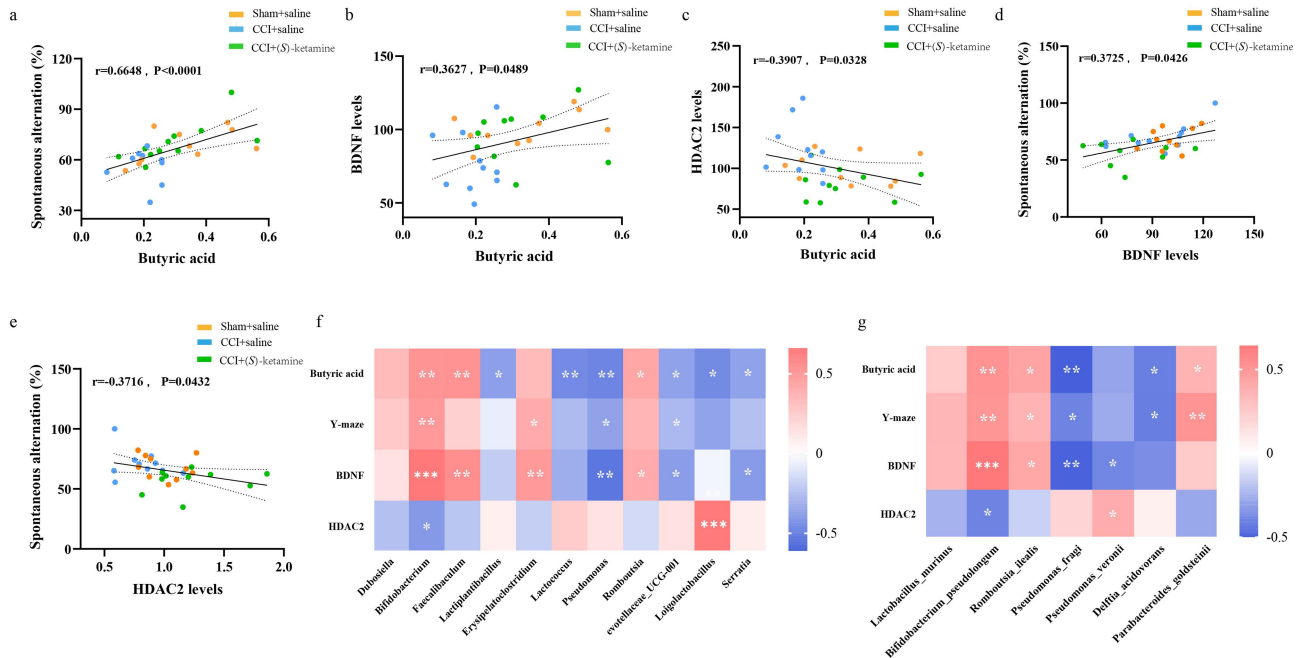 a
Sham+saline
CCI+saline
CCI+(S)-ketamine
r=0.6648 , P<0.0001
Spontaneous alternation (%)
120
90
60
30
0.0 0.2 0.4 0.6
Butyric acid
b
Sham+saline
CCI+saline
CCI+(S)-ketamine
r=0.3627 , P=0.0489
BDNF levels
150
100
50
0.0 0.2 0.4 0.6
Butyric acid
c
Sham+saline
CCI+saline
CCI+(S)-ketamine
r=-0.3907 , P=0.0328
HDAC2 levels
250
200
150
100
50
0.0 0.2 0.4 0.6
Butyric acid
d
Sham+saline
CCI+saline
CCI+(S)-ketamine
r=0.3725 , P=0.0426
Spontaneous alternation (%)
150
100
50
0
60 90 120 150
BDNF levels
e
Sham+saline
CCI+saline
CCI+(S)-ketamine
r=-0.3716 , P=0.0432
Spontaneous alternation (%)
150
100
50
0
0.5 1.0 1.5 2.0
HDAC2 levels
f
Butyric acid ** ** * ** ** * * * *
Y-maze ** * * *
BDNF *** ** ** ** * * *
HDAC2 * ***
Dubosiella
Bifidobacterium
Faecalibaculum
Lactiplantibacillus
Erysipelatoclostridium
Lactococcus
Pseudomonas
Romboutsia
evotellaceae_UCG-001
Loigolactobacillus
Serratia
0.5
0
-0.5
g
Butyric acid ** * ** * *
Y-maze ** * * * **
BDNF *** * ** *
HDAC2 * *
Lactobacillus_murinus
Bifidobacterium_pseudolongum
Romboutsia_ilealis
Pseudomonas_fragi
Pseudomonas_veronii
Delftia_acidovorans
Parabacteroides_goldsteinii
0.5
0
-0.5